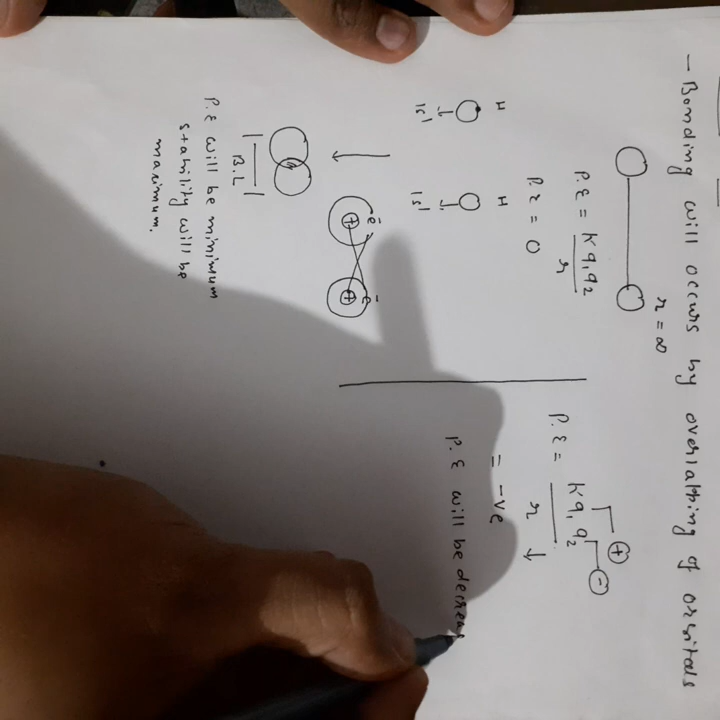 - Bonding will occurs by overlapping of orbitals
r = ∞
P.E = Kq1q2
r
P.E = 0
H H
1s¹ 1s¹
ē ē
+ +
B.L
P.E will be minimum
stability will be
maximum.
+ -
P.E = Kq1q2
r ↓
= -ve
P.E will be decreas